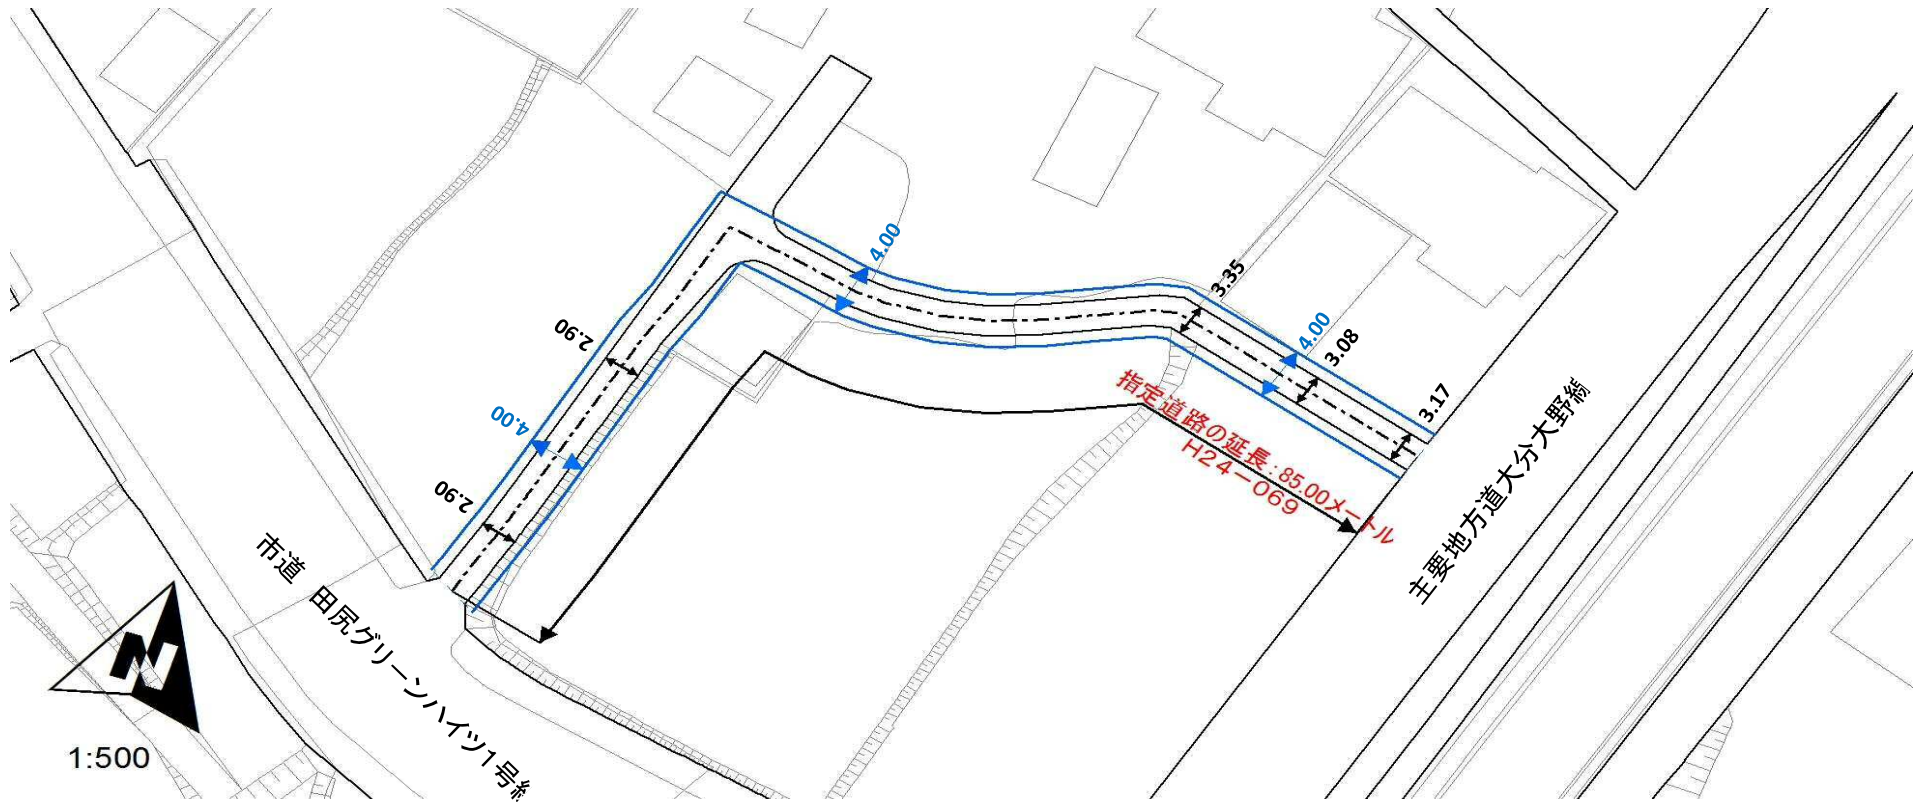 4.00
3.35
4.00
3.08
3.17
2.90
4.00
2.90
指定道路の延長:85.00メートル
H24-069
主要地方道大分大野線
市道 田尻グリーンハイツ1号線
N
1:500